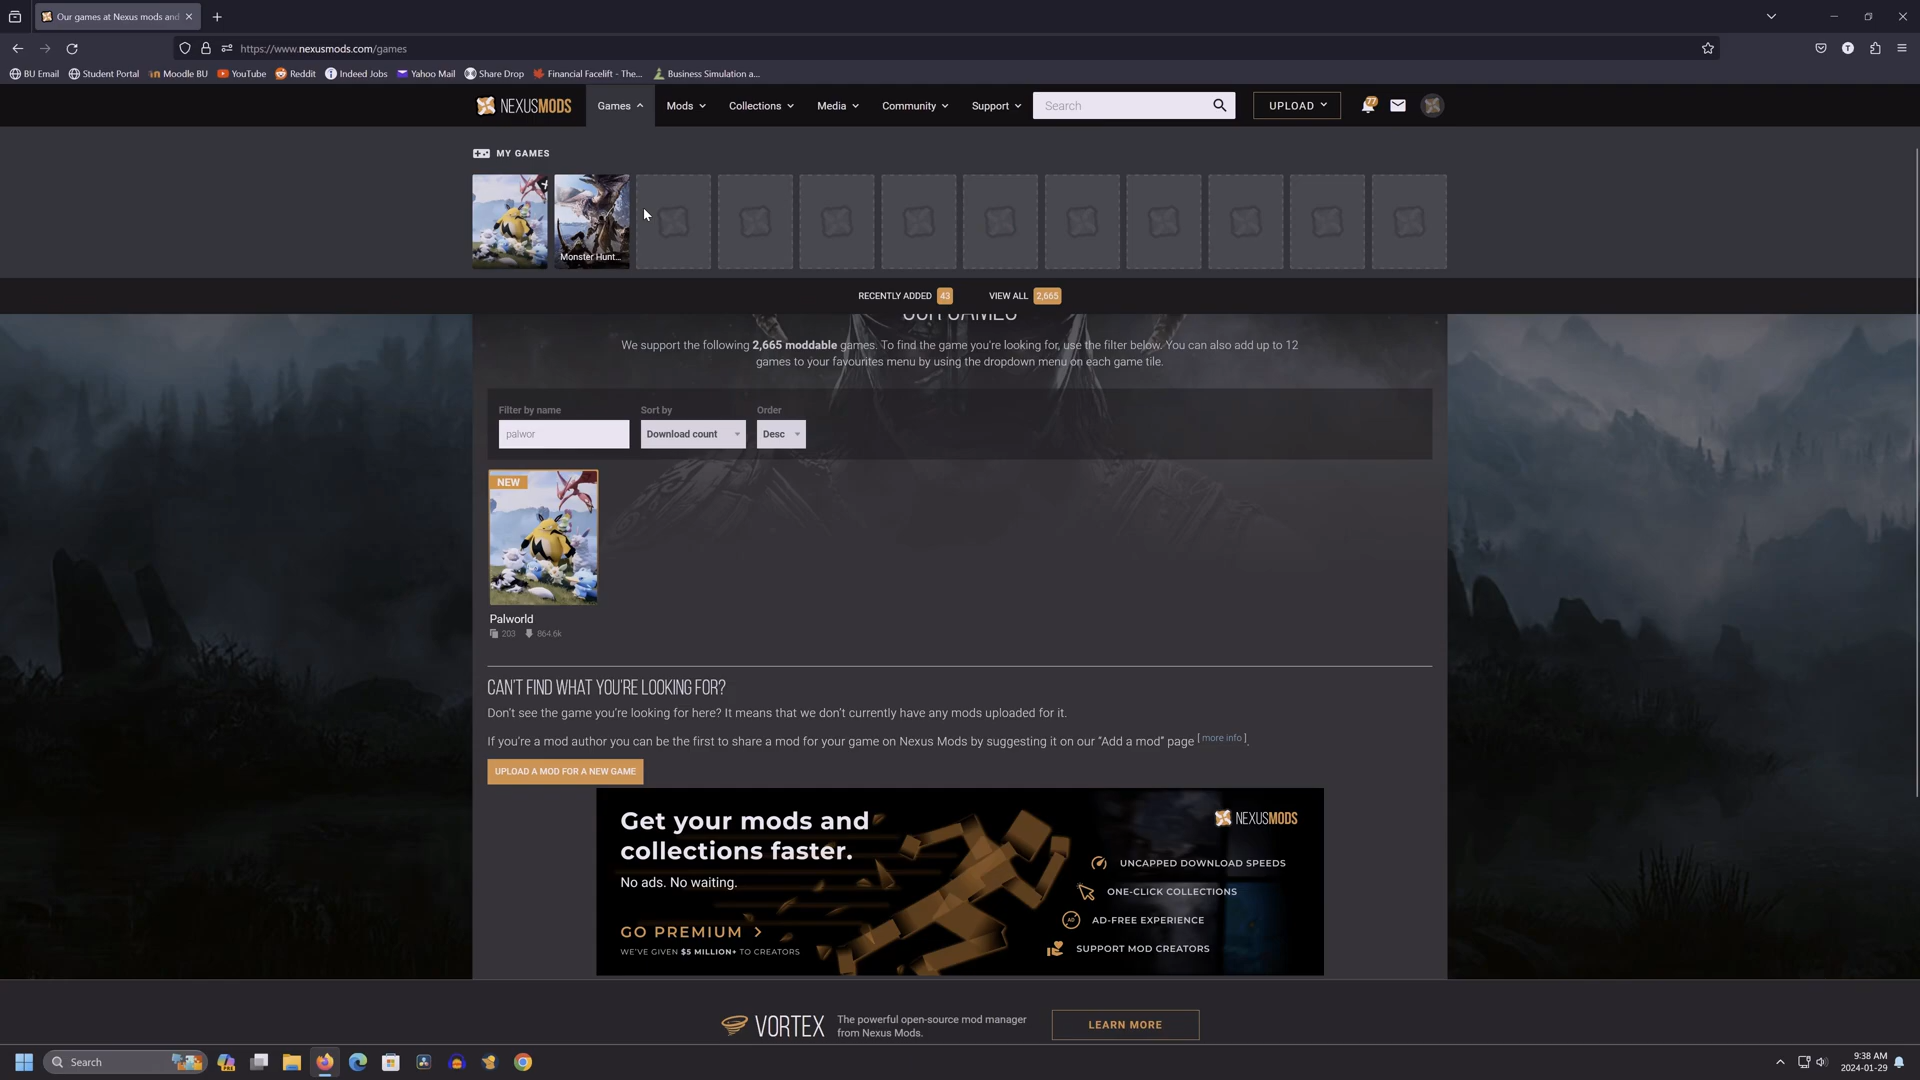 Our games at Nexus mods and
https://www.nexusmods.com/games
BU Email Student Portal Moodle BU YouTube Reddit Indeed Jobs Yahoo Mail Share Drop Financial Facelift - The... Business Simulation a...
NEXUSMODS Games Mods Collections Media Community Support Search UPLOAD 77
MY GAMES
Monster Hunt...
RECENTLY ADDED 43 VIEW ALL 2,665
OUR GAMES
We support the following 2,665 moddable games. To find the game you're looking for, use the filter below. You can also add up to 12
games to your favourites menu by using the dropdown menu on each game tile.
Filter by name Sort by Order
palwor Download count Desc
NEW
Palworld
203 864.6k
CAN'T FIND WHAT YOU'RE LOOKING FOR?
Don't see the game you're looking for here? It means that we don't currently have any mods uploaded for it.
If you're a mod author you can be the first to share a mod for your game on Nexus Mods by suggesting it on our “Add a mod” page [ more info ].
UPLOAD A MOD FOR A NEW GAME
Get your mods and
collections faster.
No ads. No waiting.
GO PREMIUM >
WE'VE GIVEN $5 MILLION+ TO CREATORS
NEXUSMODS
UNCAPPED DOWNLOAD SPEEDS
ONE-CLICK COLLECTIONS
AD AD-FREE EXPERIENCE
SUPPORT MOD CREATORS
VORTEX The powerful open-source mod manager
from Nexus Mods.
LEARN MORE
Search PRE
9:38 AM
2024-01-29